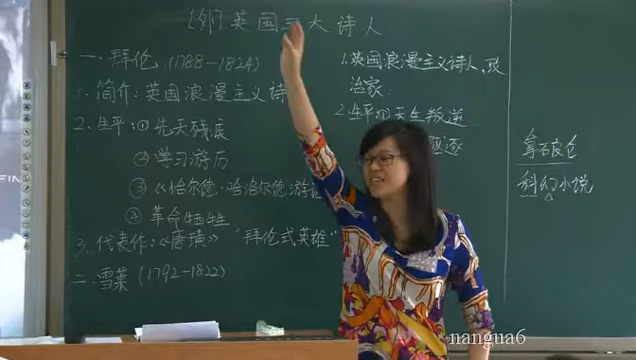 [外]英国三大诗人
一.拜伦 (1788—1824)
1.简介:英国浪漫主义诗
2.生平:①先天残疾
②学习游历
③《恰尔德·哈洛尔德》游记
④革命牺牲
3.代表作:《唐璜》 "拜伦式英雄"
二.雪莱 (1792-1822)
1.英国浪漫主义诗人,政
治家
2.生平①天生叛逆
驱逐
拿破仑
科幻小说
nangua6